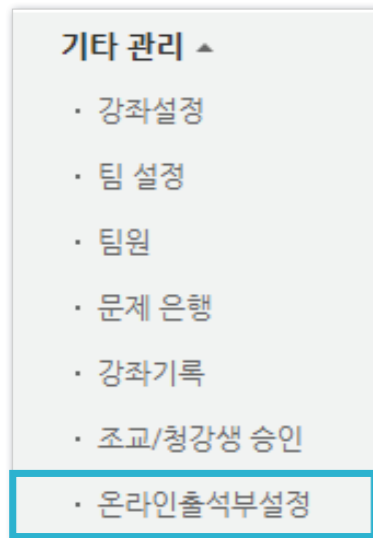 기타 관리 ▲
· 강좌설정
· 팀 설정
· 팀원
· 문제 은행
· 강좌기록
· 조교/청강생 승인
· 온라인출석부설정